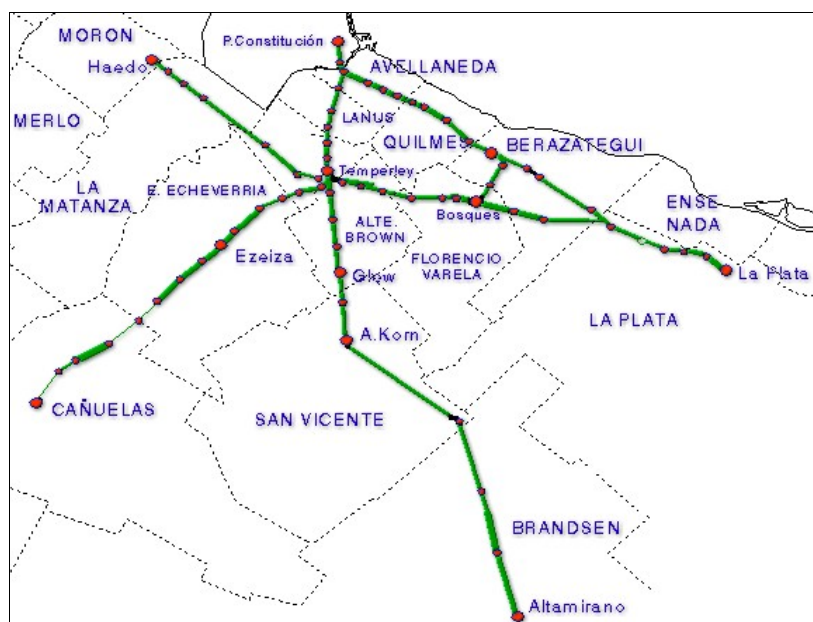 MORON
P.Constitución
Haedo
AVELLANEDA
MERLO
LANUS
QUILMES
BERAZATEGUI
Temperley
LA
MATANZA
E. ECHEVERRIA
ENSE
NADA
Bosques
ALTE.
BROWN
Ezeiza
FLORENCIO
VARELA
Glew
La Plata
LA PLATA
A.Korn
CAÑUELAS
SAN VICENTE
BRANDSEN
Altamirano